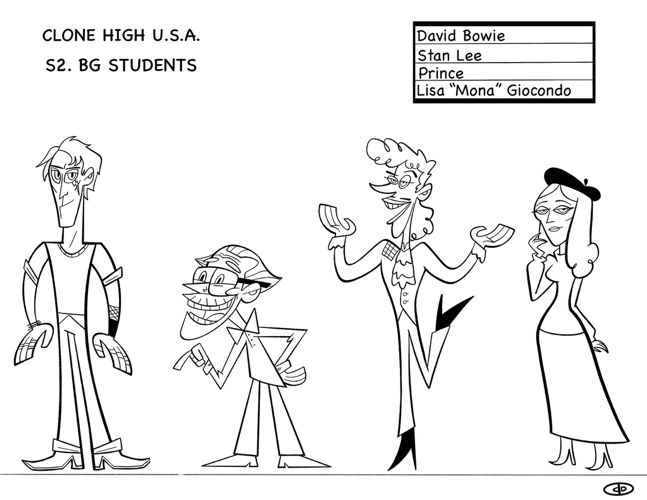 CLONE HIGH U.S.A.
S2. BG STUDENTS
David Bowie
Stan Lee
Prince
Lisa “Mona” Giocondo